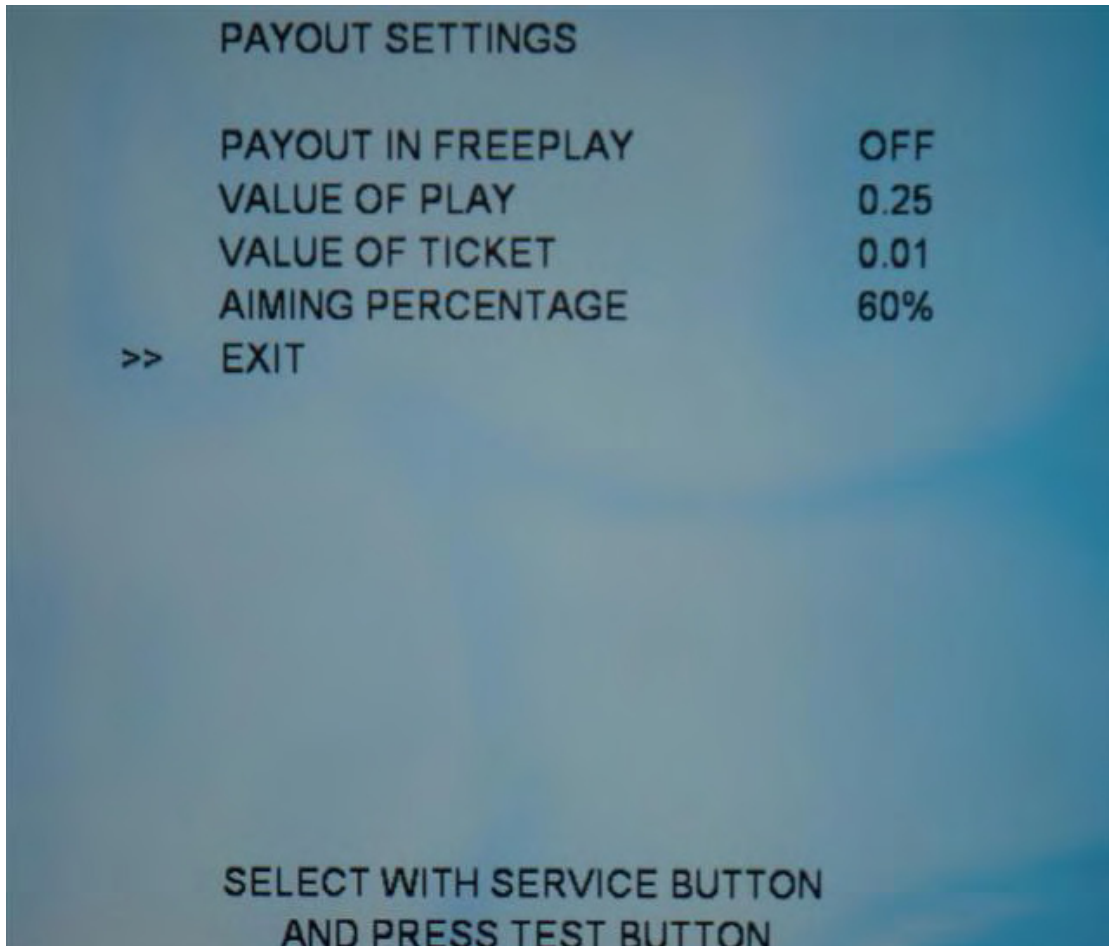 PAYOUT SETTINGS
PAYOUT IN FREEPLAY OFF
VALUE OF PLAY 0.25
VALUE OF TICKET 0.01
AIMING PERCENTAGE 60%
>> EXIT
SELECT WITH SERVICE BUTTON
AND PRESS TEST BUTTON